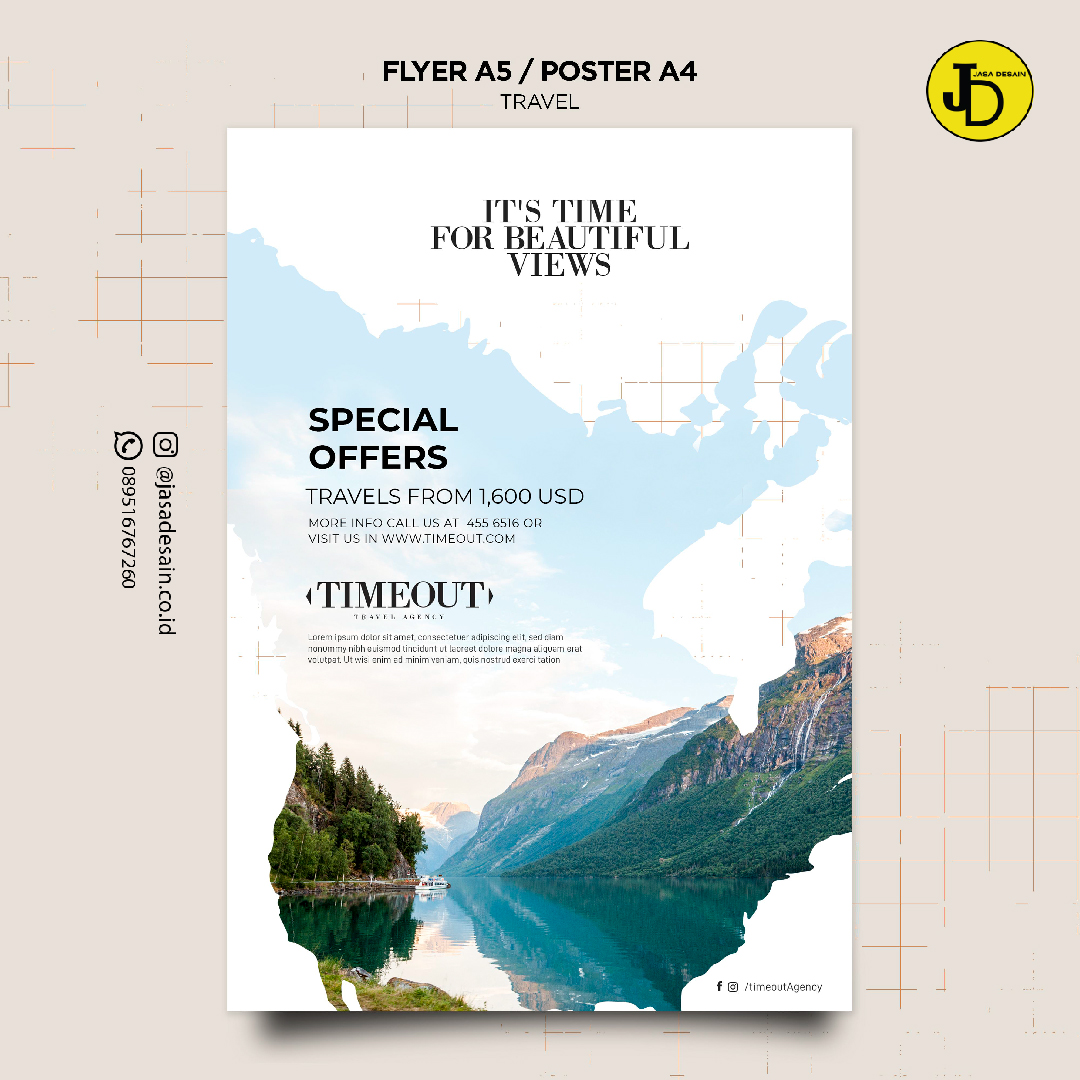 FLYER A5 / POSTER A4
TRAVEL
JASA DESAIN
JD
IT'S TIME
FOR BEAUTIFUL
VIEWS
SPECIAL
OFFERS
TRAVELS FROM 1,600 USD
MORE INFO CALL US AT 455 6516 OR
VISIT US IN WWW.TIMEOUT.COM
TIMEOUT
TRAVEL AGENCY
Lorem ipsum dolor sit amet, consectetuer adipiscing elit, sed diam
nonummy nibh euismod tincidunt ut laoreet dolore magna aliquam erat
volutpat. Ut wisi enim ad minim veniam, quis nostrud exerci tation
@jasadesain.co.id
089516767260
f /timeoutAgency